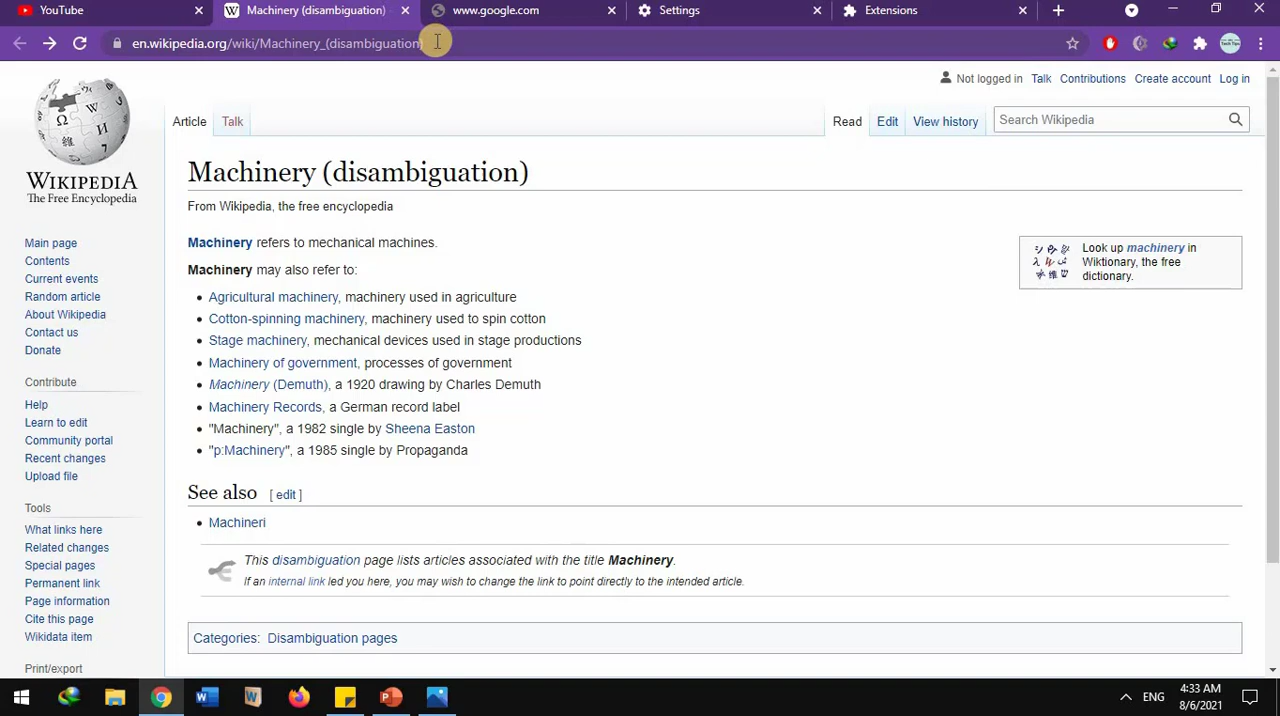 YouTube
Machinery (disambiguation)
www.google.com
Settings
Extensions
en.wikipedia.org/wiki/Machinery_(disambiguation)
Not logged in Talk Contributions Create account Log in
Article Talk Read Edit View history Search Wikipedia
WIKIPEDIA
The Free Encyclopedia
Machinery (disambiguation)
From Wikipedia, the free encyclopedia
Machinery refers to mechanical machines.
Machinery may also refer to:
Agricultural machinery, machinery used in agriculture
Cotton-spinning machinery, machinery used to spin cotton
Stage machinery, mechanical devices used in stage productions
Machinery of government, processes of government
Machinery (Demuth), a 1920 drawing by Charles Demuth
Machinery Records, a German record label
"Machinery", a 1982 single by Sheena Easton
"p:Machinery", a 1985 single by Propaganda
Look up machinery in
Wiktionary, the free
dictionary.
See also [ edit ]
Machineri
This disambiguation page lists articles associated with the title Machinery.
If an internal link led you here, you may wish to change the link to point directly to the intended article.
Categories: Disambiguation pages
Main page
Contents
Current events
Random article
About Wikipedia
Contact us
Donate
Contribute
Help
Learn to edit
Community portal
Recent changes
Upload file
Tools
What links here
Related changes
Special pages
Permanent link
Page information
Cite this page
Wikidata item
Print/export
ENG
4:33 AM
8/6/2021